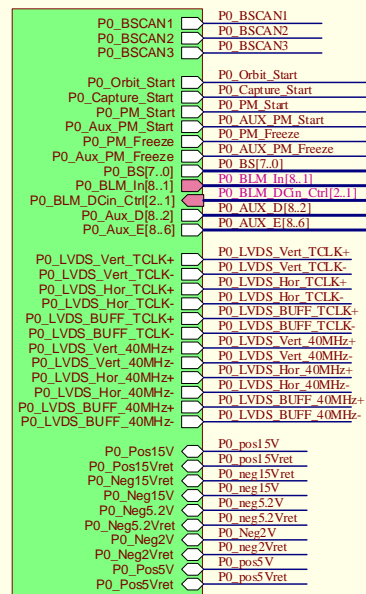 P0_BSCAN1 P0_BSCAN1
P0_BSCAN2 P0_BSCAN2
P0_BSCAN3 P0_BSCAN3
P0_Orbit_Start P0_Orbit_Start
P0_Capture_Start P0_Capture_Start
P0_PM_Start P0_PM_Start
P0_Aux_PM_Start P0_AUX_PM_Start
P0_PM_Freeze P0_PM_Freeze
P0_Aux_PM_Freeze P0_AUX_PM_Freeze
P0_BS[7..0] P0_BS[7..0]
P0_BLM_In[8..1] P0_BLM_In[8..1]
P0_BLM_DCin_Ctrl[2..1] P0_BLM_DCin_Ctrl[2..1]
P0_Aux_D[8..2] P0_AUX_D[8..2]
P0_Aux_E[8..6] P0_AUX_E[8..6]
P0_LVDS_Vert_TCLK+ P0_LVDS_Vert_TCLK+
P0_LVDS_Vert_TCLK- P0_LVDS_Vert_TCLK-
P0_LVDS_Hor_TCLK+ P0_LVDS_Hor_TCLK+
P0_LVDS_Hor_TCLK- P0_LVDS_Hor_TCLK-
P0_LVDS_BUFF_TCLK+ P0_LVDS_BUFF_TCLK+
P0_LVDS_BUFF_TCLK- P0_LVDS_BUFF_TCLK-
P0_LVDS_Vert_40MHz+ P0_LVDS_Vert_40MHz+
P0_LVDS_Vert_40MHz- P0_LVDS_Vert_40MHz-
P0_LVDS_Hor_40MHz+ P0_LVDS_Hor_40MHz+
P0_LVDS_Hor_40MHz- P0_LVDS_Hor_40MHz-
P0_LVDS_BUFF_40MHz+ P0_LVDS_BUFF_40MHz+
P0_LVDS_BUFF_40MHz- P0_LVDS_BUFF_40MHz-
P0_Pos15V P0_pos15V
P0_Pos15Vret P0_pos15Vret
P0_Neg15Vret P0_neg15Vret
P0_Neg15V P0_neg15V
P0_Neg5.2V P0_neg5.2V
P0_Neg5.2Vret P0_neg5.2Vret
P0_Neg2V P0_Neg2V
P0_Neg2Vret P0_neg2Vret
P0_Pos5V P0_pos5V
P0_Pos5Vret P0_pos5Vret